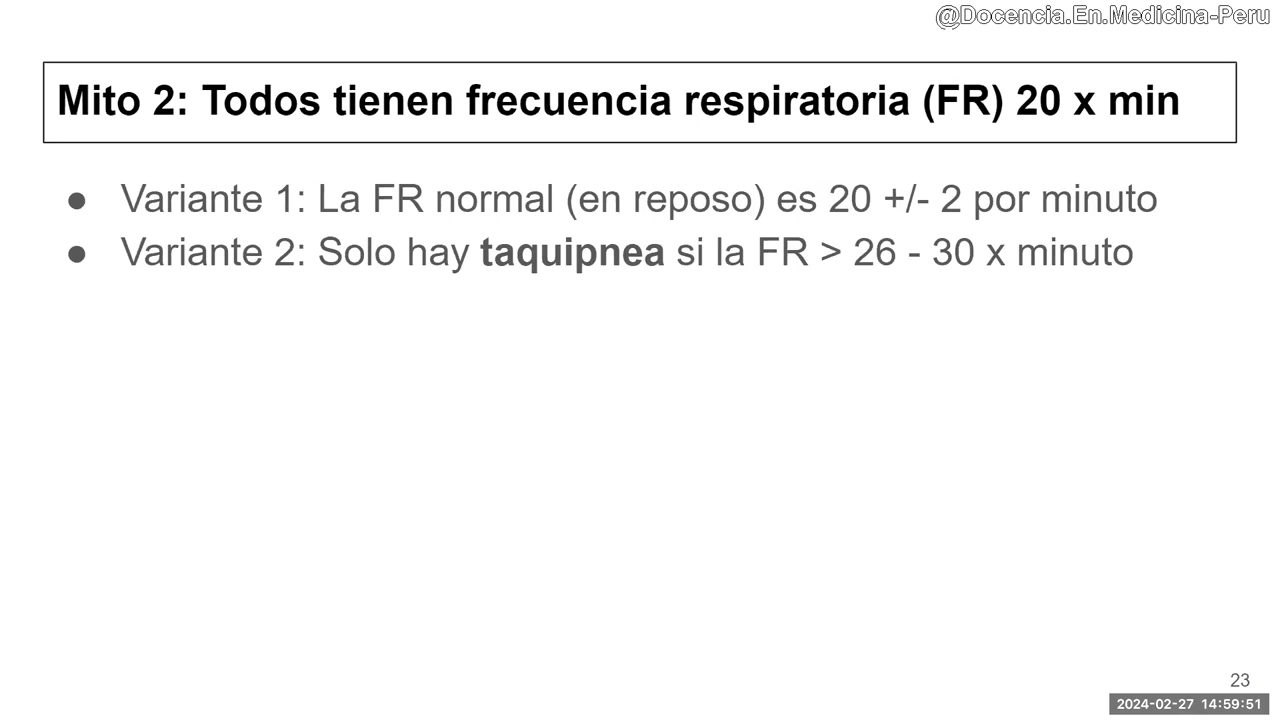 @Docencia.En.Medicina-Peru
Mito 2: Todos tienen frecuencia respiratoria (FR) 20 x min
● Variante 1: La FR normal (en reposo) es 20 +/- 2 por minuto
● Variante 2: Solo hay taquipnea si la FR > 26 - 30 x minuto
23
2024-02-27 14:59:51